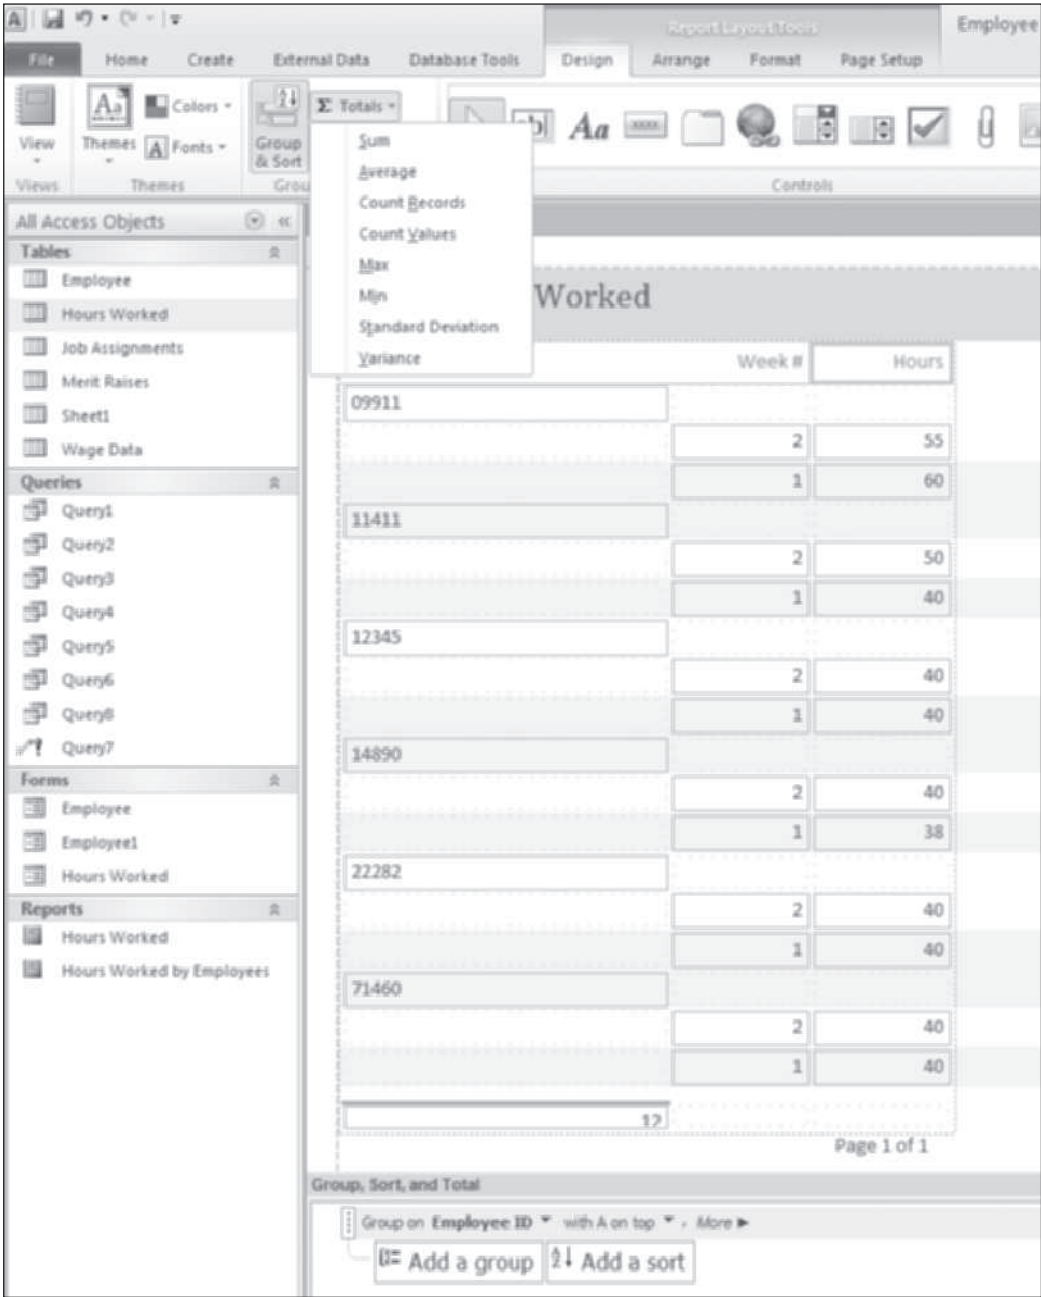 Report Layout Tools
Employee
File Home Create External Data Database Tools Design Arrange Format Page Setup
View
Themes
Colors
Fonts
Group & Sort
Σ Totals
Aa
Views Themes Grou Controls
Sum
Average
Count Records
Count Values
Max
Min
Standard Deviation
Variance
All Access Objects
Tables
Employee
Hours Worked
Job Assignments
Merit Raises
Sheet1
Wage Data
Queries
Query1
Query2
Query3
Query4
Query5
Query6
Query8
Query7
Forms
Employee
Employee1
Hours Worked
Reports
Hours Worked
Hours Worked by Employees
Worked
Week # Hours
09911
2 55
1 60
11411
2 50
1 40
12345
2 40
1 40
14890
2 40
1 38
22282
2 40
1 40
71460
2 40
1 40
12
Page 1 of 1
Group, Sort, and Total
Group on Employee ID with A on top , More
Add a group Add a sort